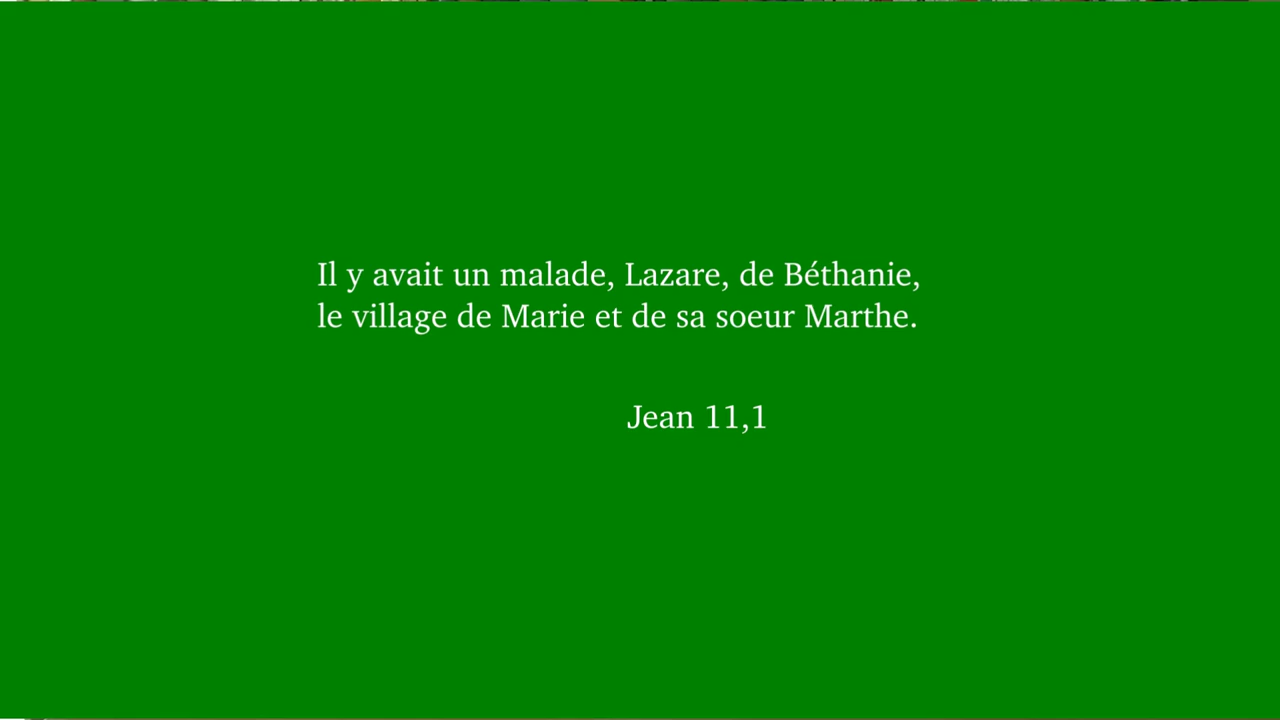 Il y avait un malade, Lazare, de Béthanie,
le village de Marie et de sa soeur Marthe.
Jean 11,1